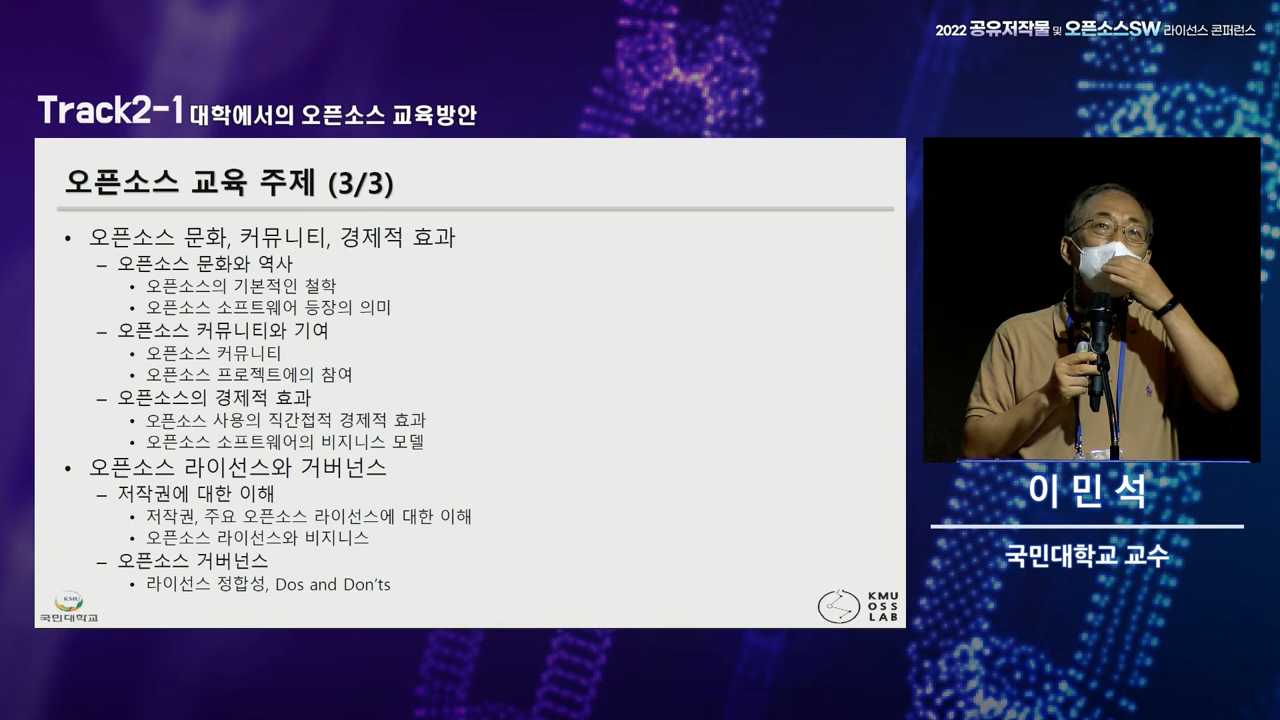 2022 공유저작물 및 오픈소스SW 라이선스 콘퍼런스
Track2-1 대학에서의 오픈소스 교육방안
오픈소스 교육 주제 (3/3)
• 오픈소스 문화, 커뮤니티, 경제적 효과
– 오픈소스 문화와 역사
• 오픈소스의 기본적인 철학
• 오픈소스 소프트웨어 등장의 의미
– 오픈소스 커뮤니티와 기여
• 오픈소스 커뮤니티
• 오픈소스 프로젝트에의 참여
– 오픈소스의 경제적 효과
• 오픈소스 사용의 직간접적 경제적 효과
• 오픈소스 소프트웨어의 비지니스 모델
• 오픈소스 라이선스와 거버넌스
– 저작권에 대한 이해
• 저작권, 주요 오픈소스 라이선스에 대한 이해
• 오픈소스 라이선스와 비지니스
– 오픈소스 거버넌스
• 라이선스 정합성, Dos and Don'ts
KMU
국민대학교
KMU
OSS
LAB
이민석
국민대학교 교수